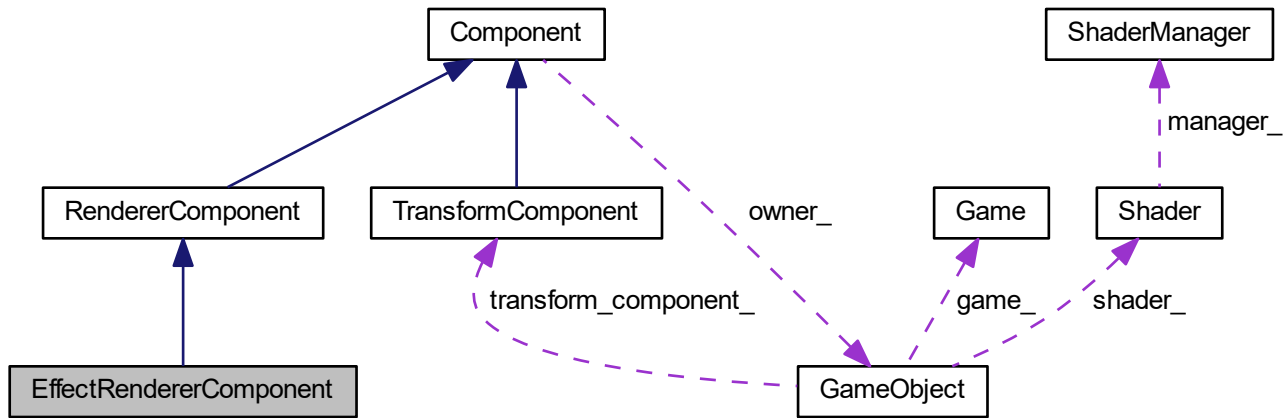 Component
ShaderManager
manager_
RendererComponent
TransformComponent
owner_
Game
Shader
transform_component_
game_
shader_
EffectRendererComponent
GameObject